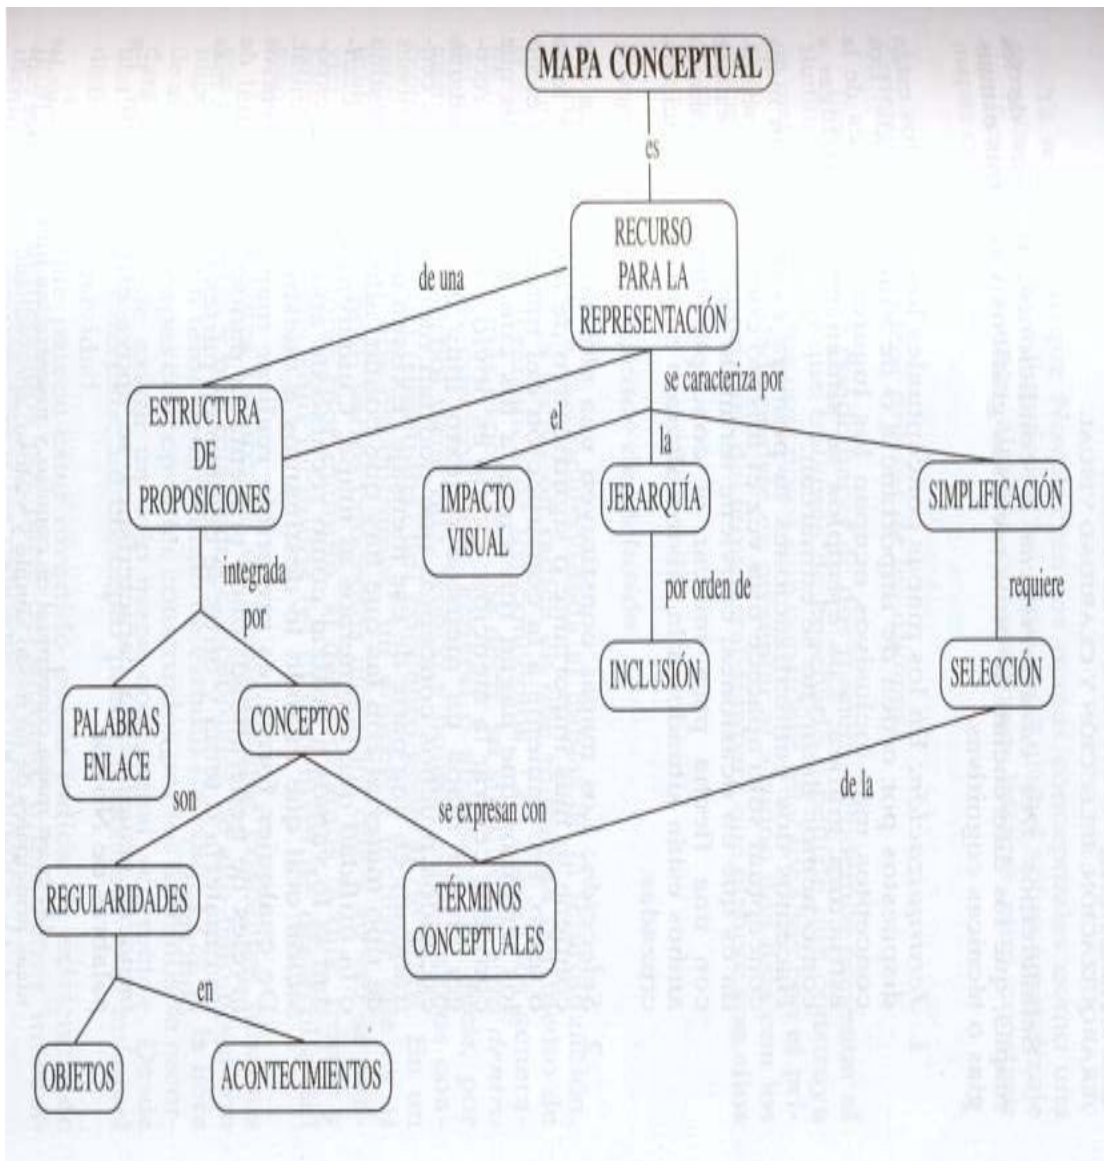 MAPA CONCEPTUAL
es
RECURSO
PARA LA
REPRESENTACIÓN
de una
se caracteriza por
ESTRUCTURA
DE
PROPOSICIONES
el
la
IMPACTO
VISUAL
JERARQUÍA
SIMPLIFICACIÓN
integrada
por
por orden de
requiere
PALABRAS
ENLACE
CONCEPTOS
INCLUSIÓN
SELECCIÓN
son
se expresan con
de la
REGULARIDADES
TÉRMINOS
CONCEPTUALES
en
OBJETOS
ACONTECIMIENTOS